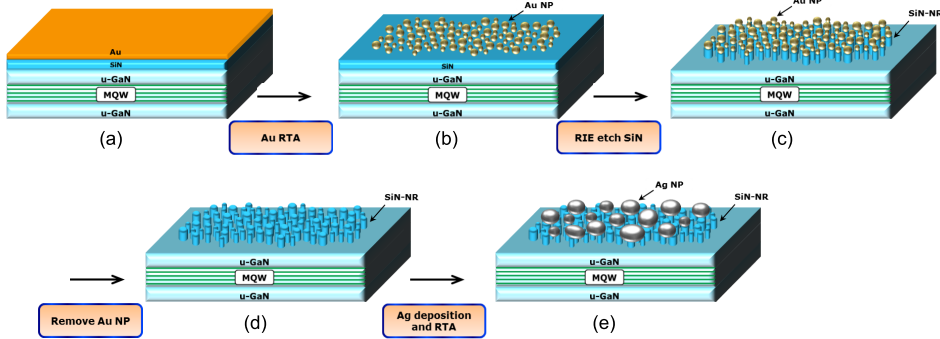 Au
SiN
u-GaN
MQW
u-GaN
(a)
Au RTA
Au NP
SiN
u-GaN
MQW
u-GaN
(b)
RIE etch SiN
Au NP
SiN-NR
u-GaN
MQW
u-GaN
(c)
Remove Au NP
SiN-NR
u-GaN
MQW
u-GaN
(d)
Ag deposition
and RTA
Ag NP
SiN-NR
u-GaN
MQW
u-GaN
(e)